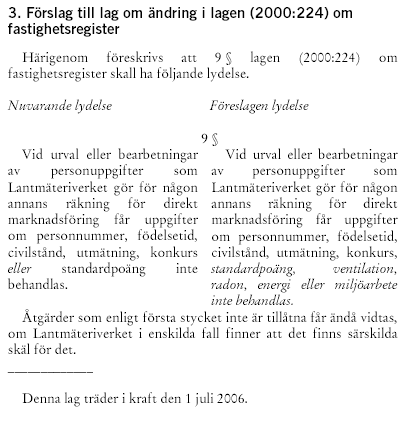 3. Förslag till lag om ändring i lagen (2000:224) om
fastighetsregister
Härigenom föreskrivs att 9 § lagen (2000:224) om
fastighetsregister skall ha följande lydelse.
Nuvarande lydelse
Föreslagen lydelse
9 §
Vid urval eller bearbetningar
av personuppgifter som
Lantmäteriverket gör för någon
annans räkning för direkt
marknadsföring får uppgifter
om personnummer, födelsetid,
civilstånd, utmätning, konkurs
eller standardpoäng inte
behandlas.
Vid urval eller bearbetningar
av personuppgifter som
Lantmäteriverket gör för någon
annans räkning för direkt
marknadsföring får uppgifter
om personnummer, födelsetid,
civilstånd, utmätning, konkurs,
standardpoäng, ventilation,
radon, energi eller miljöarbete
inte behandlas.
Åtgärder som enligt första stycket inte är tillåtna får ändå vidtas,
om Lantmäteriverket i enskilda fall finner att det finns särskilda
skäl för det.
Denna lag träder i kraft den 1 juli 2006.